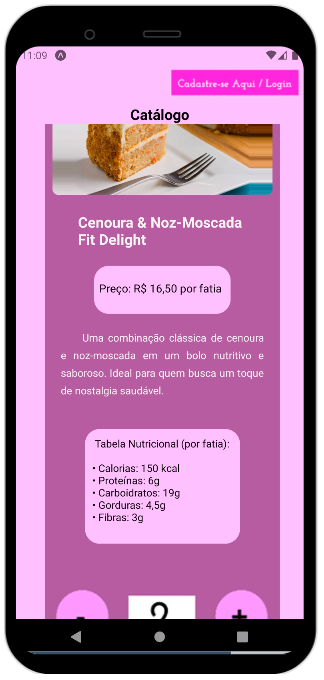 11:09
Cadastre-se Aqui / Login
Catálogo
Cenoura & Noz-Moscada
Fit Delight
Preço: R$ 16,50 por fatia
Uma combinação clássica de cenoura
e noz-moscada em um bolo nutritivo e
saboroso. Ideal para quem busca um toque
de nostalgia saudável.
Tabela Nutricional (por fatia):
• Calorias: 150 kcal
• Proteínas: 6g
• Carboidratos: 19g
• Gorduras: 4,5g
• Fibras: 3g
- 2 +